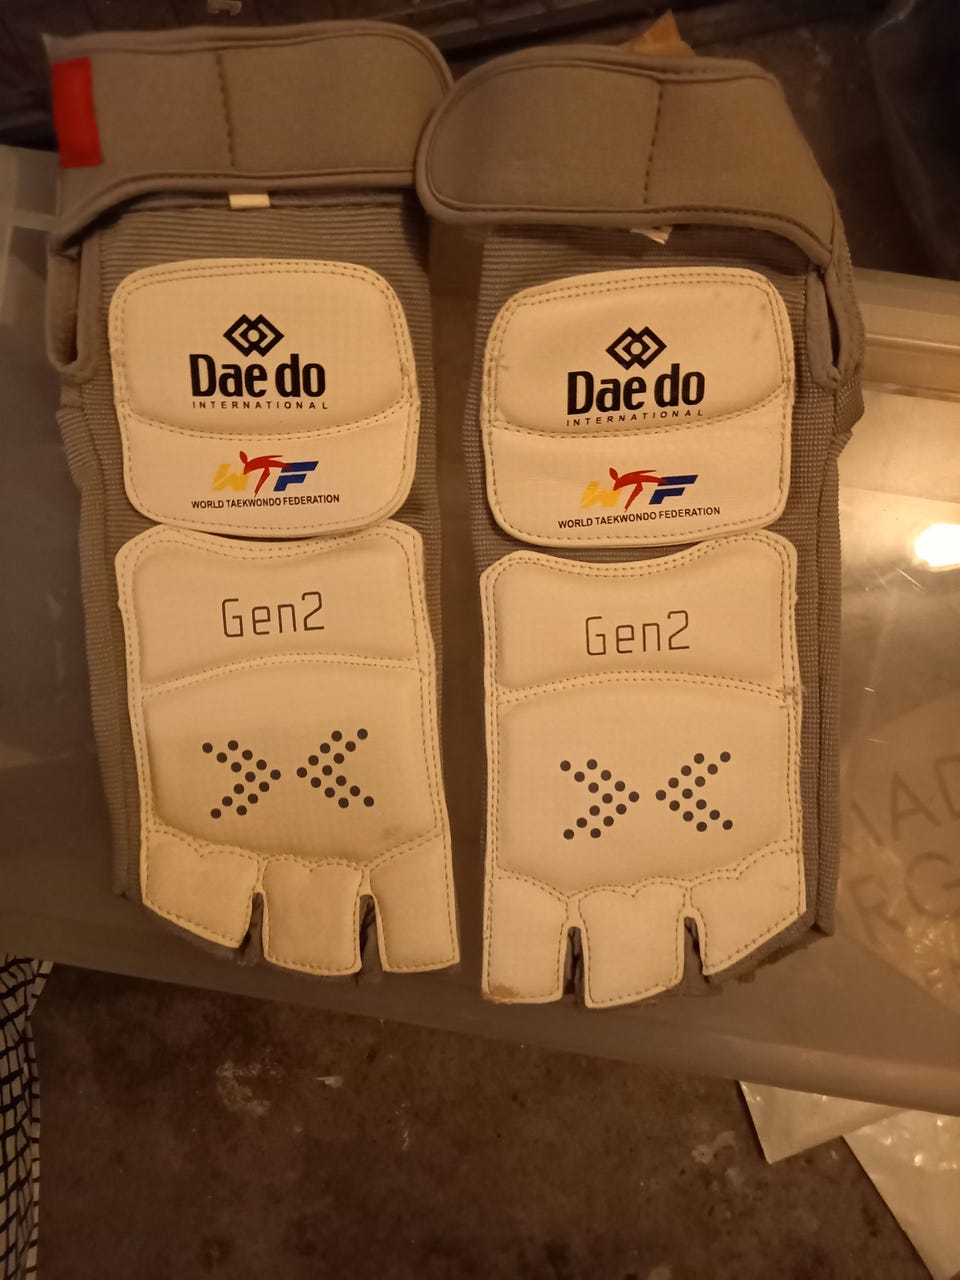 Dae do
INTERNATIONAL
WTF
WORLD TAEKWONDO FEDERATION
Gen2
Dae do
INTERNATIONAL
WTF
WORLD TAEKWONDO FEDERATION
Gen2